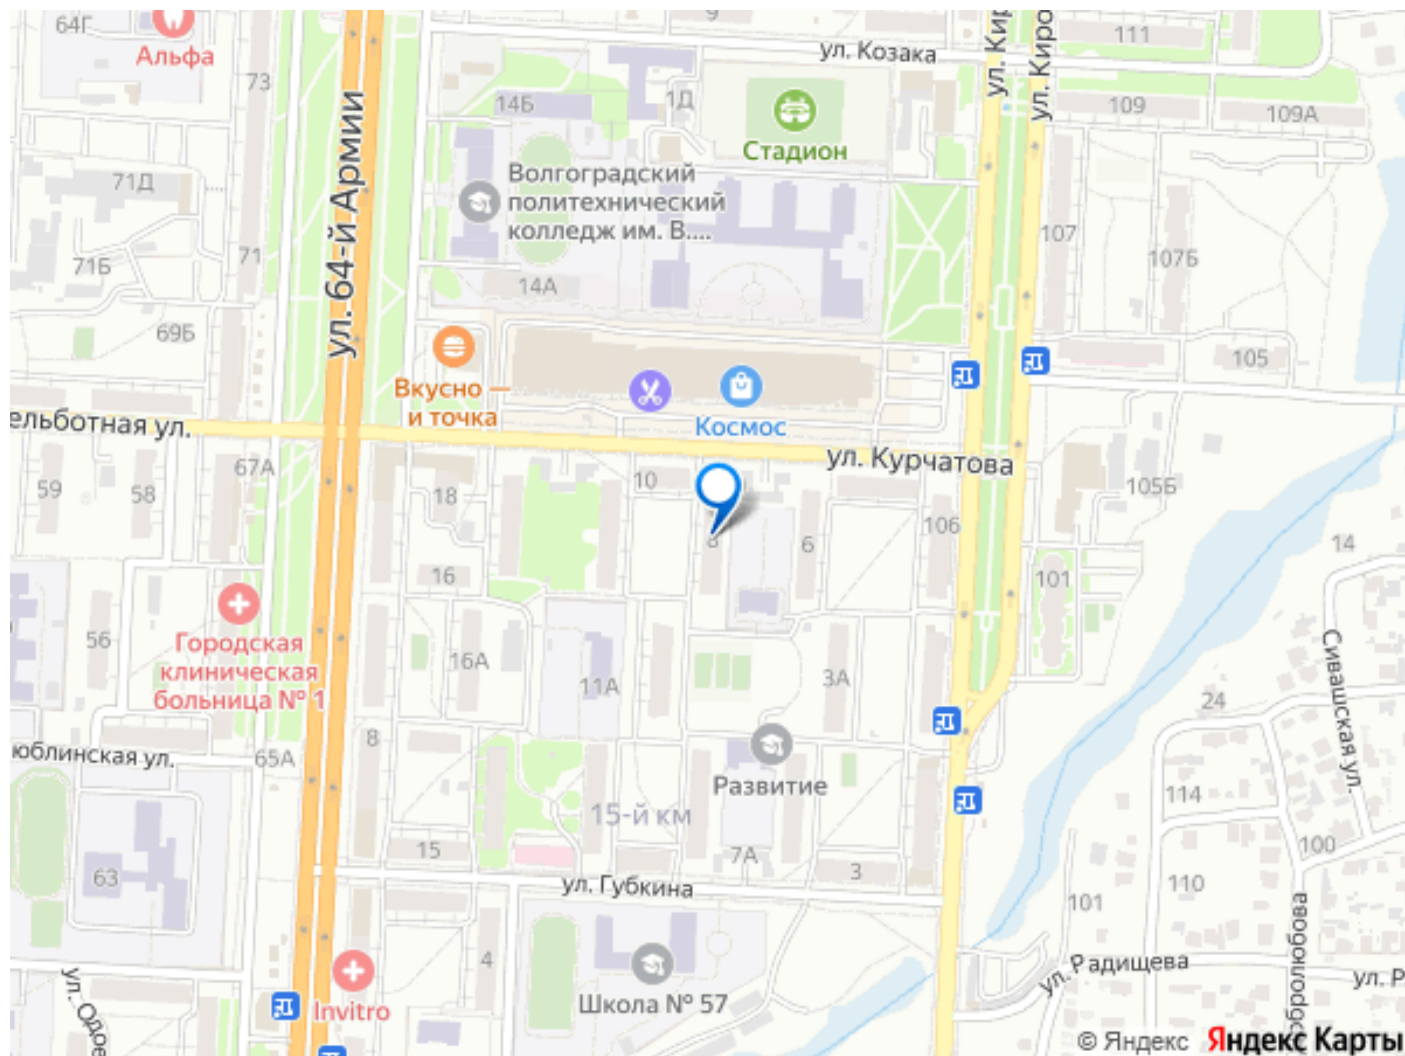 64Г
Альфа
73
9
ул. Козака
ул. Кир
ул. Киро
111
109
109А
14Б
1Д
Стадион
ул. 64-й Армии
Волгоградский
политехнический
колледж им. В....
71Д
71
71Б
14А
107
107Б
69Б
105
Вкусно —
и точка
Космос
ельботная ул.
ул. Курчатова
67А
59
58
18
10
105Б
8
6
106
14
16
101
Городская
клиническая
больница № 1
56
16А
11А
3А
Сивашская ул.
24
юблинская ул.
65А
8
Развитие
15-й км
114
15
7А
3
100
63
ул. Губкина
110
101
4
Школа № 57
ул. Радищева
ул. Р
обролюбова
ул. Одое
Invitro
© Яндекс Яндекс Карты